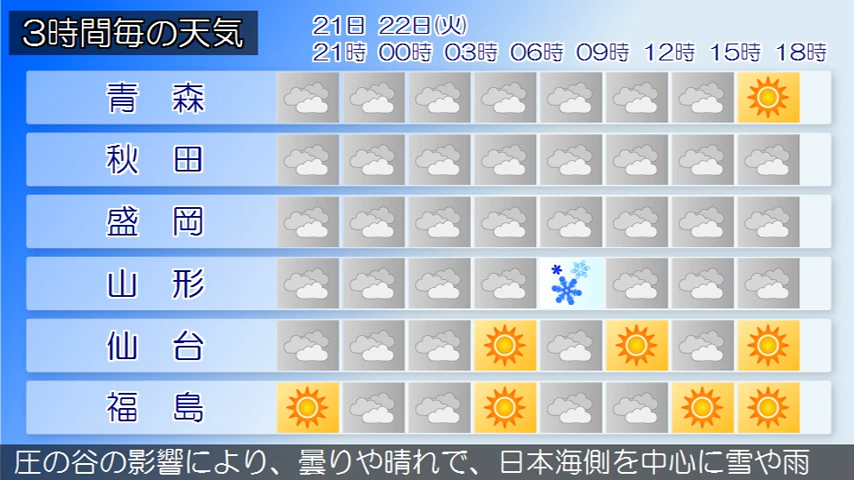 3時間毎の天気
21日 22日(火)
21時 00時 03時 06時 09時 12時 15時 18時
青 森
秋 田
盛 岡
山 形
仙 台
福 島
圧の谷の影響により、曇りや晴れで、日本海側を中心に雪や雨